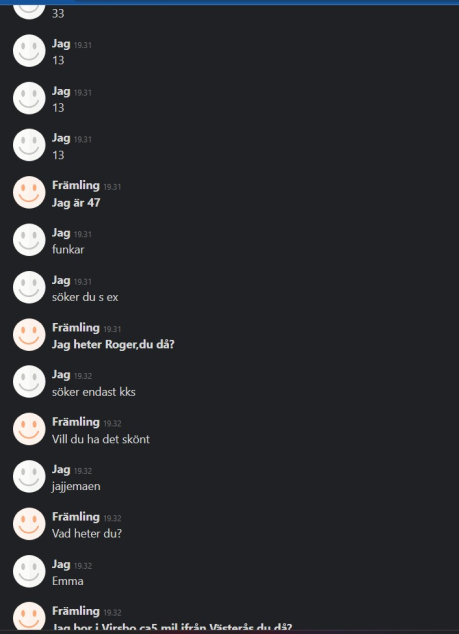 33
Jag 19.31
13
Jag 19.31
13
Jag 19.31
13
Främling 19.31
Jag är 47
Jag 19.31
funkar
Jag 19.31
söker du s ex
Främling 19.31
Jag heter Roger,du då?
Jag 19.32
söker endast kks
Främling 19.32
Vill du ha det skönt
Jag 19.32
jajjemaen
Främling 19.32
Vad heter du?
Jag 19.32
Emma
Främling 19.32
Jag bor i Virsbo ca5 mil ifrån Västerås du då?